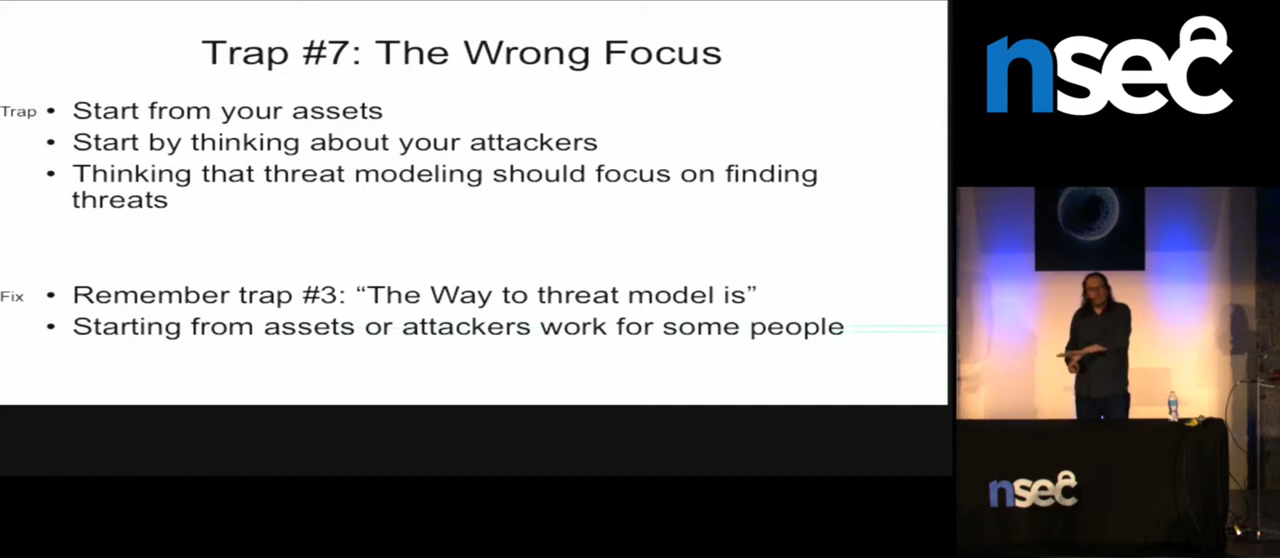 Trap #7: The Wrong Focus
Trap • Start from your assets
• Start by thinking about your attackers
• Thinking that threat modeling should focus on finding
threats
Fix • Remember trap #3: “The Way to threat model is”
• Starting from assets or attackers work for some people
nsec
nsec